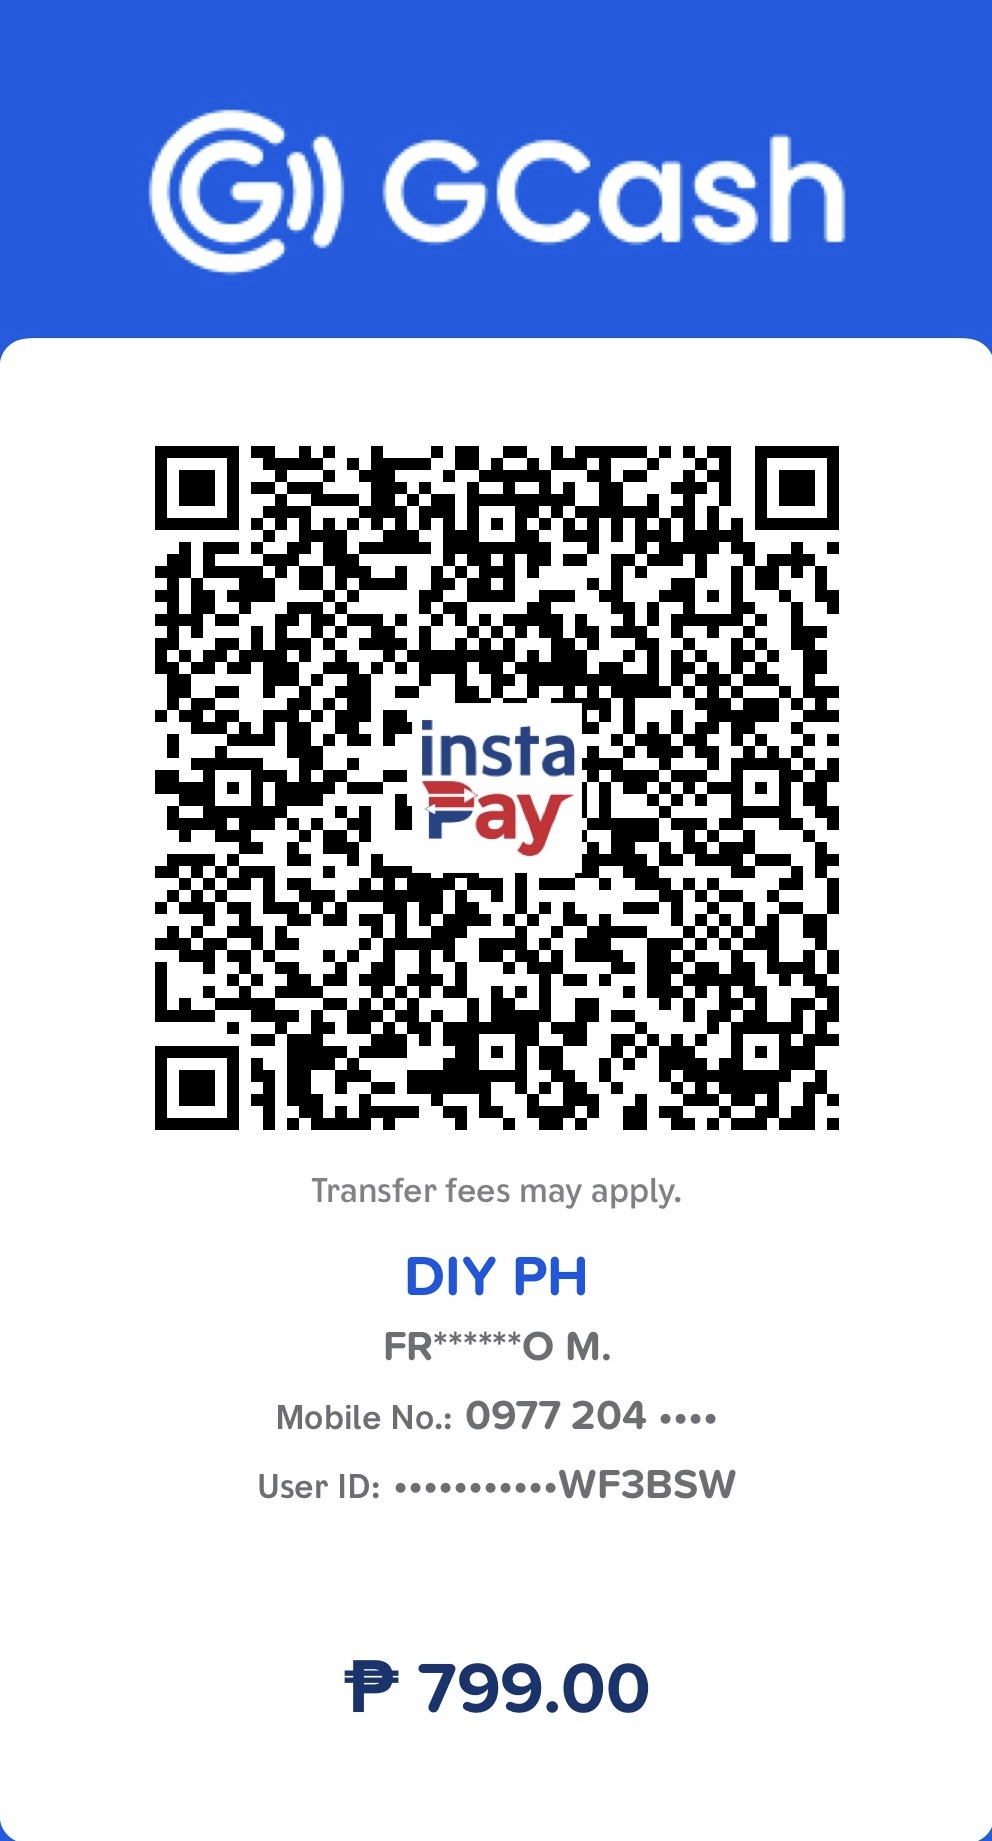 GCash
insta
Pay
Transfer fees may apply.
DIY PH
FR******O M.
Mobile No.: 0977 204 ••••
User ID: •••••••••••WF3BSW
₱ 799.00